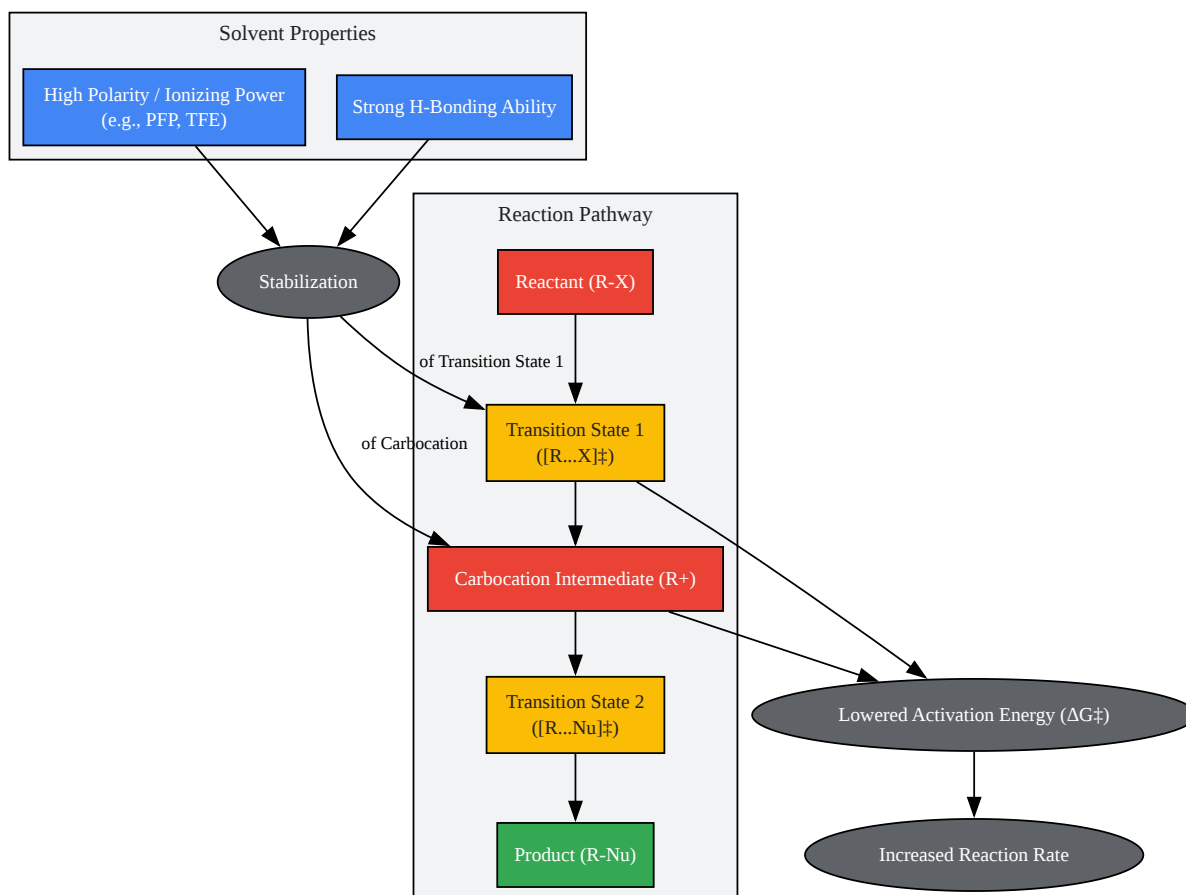 Solvent Properties
High Polarity / Ionizing Power
(e.g., PFP, TFE)
Strong H-Bonding Ability
Reaction Pathway
Stabilization
Reactant (R-X)
of Transition State 1
Transition State 1
([R...X]‡)
of Carbocation
Carbocation Intermediate (R+)
Transition State 2
([R...Nu]‡)
Lowered Activation Energy (ΔG‡)
Product (R-Nu)
Increased Reaction Rate